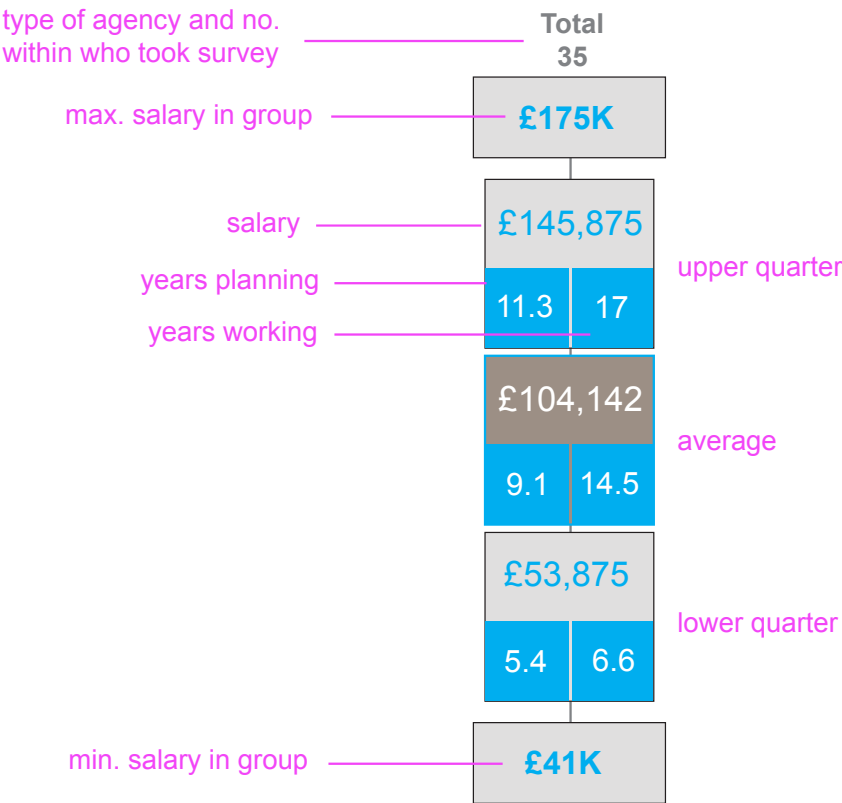 type of agency and no.
within who took survey
Total
35
max. salary in group
£175K
salary
£145,875
years planning
11.3
17
years working
upper quarter
£104,142
9.1
14.5
average
£53,875
5.4
6.6
lower quarter
min. salary in group
£41K